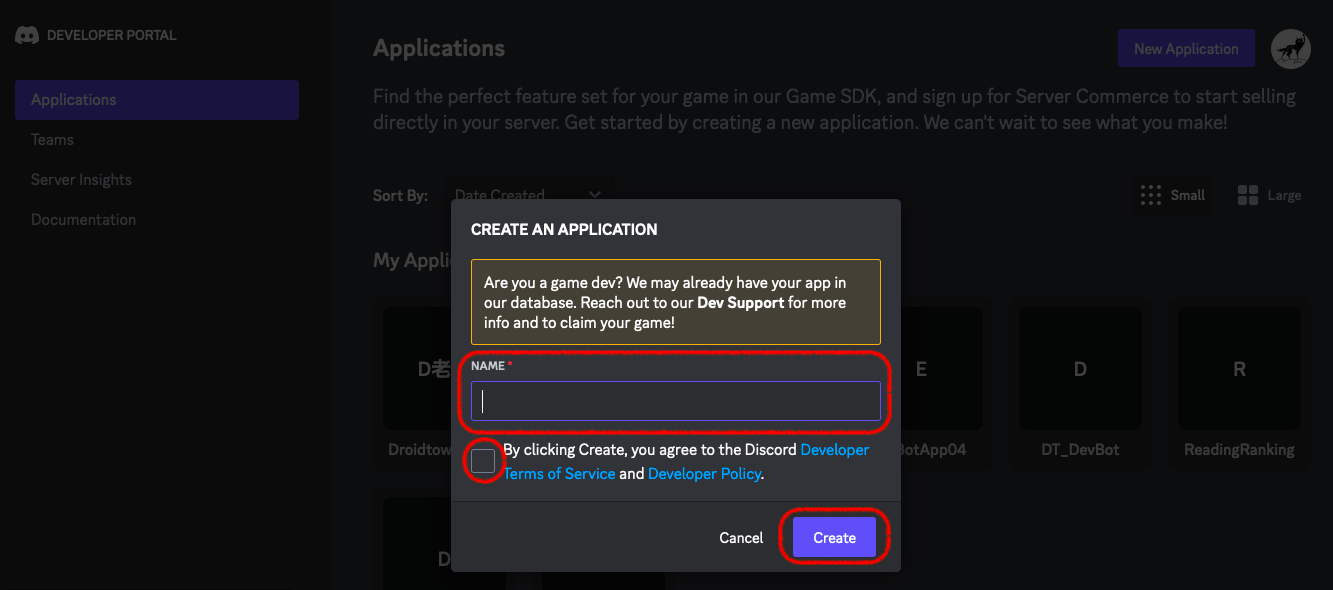 DEVELOPER PORTAL
Applications
Teams
Server Insights
Documentation
Applications
New Application
Find the perfect feature set for your game in our Game SDK, and sign up for Server Commerce to start selling
directly in your server. Get started by creating a new application. We can't wait to see what you make!
Sort By:
Date Created
Small
Large
My Appli
CREATE AN APPLICATION
Are you a game dev? We may already have your app in
our database. Reach out to our Dev Support for more
info and to claim your game!
NAME *
By clicking Create, you agree to the Discord Developer
Terms of Service and Developer Policy.
Cancel
Create
D老
E
D
R
Droidtow
BotApp04
DT_DevBot
ReadingRanking
D